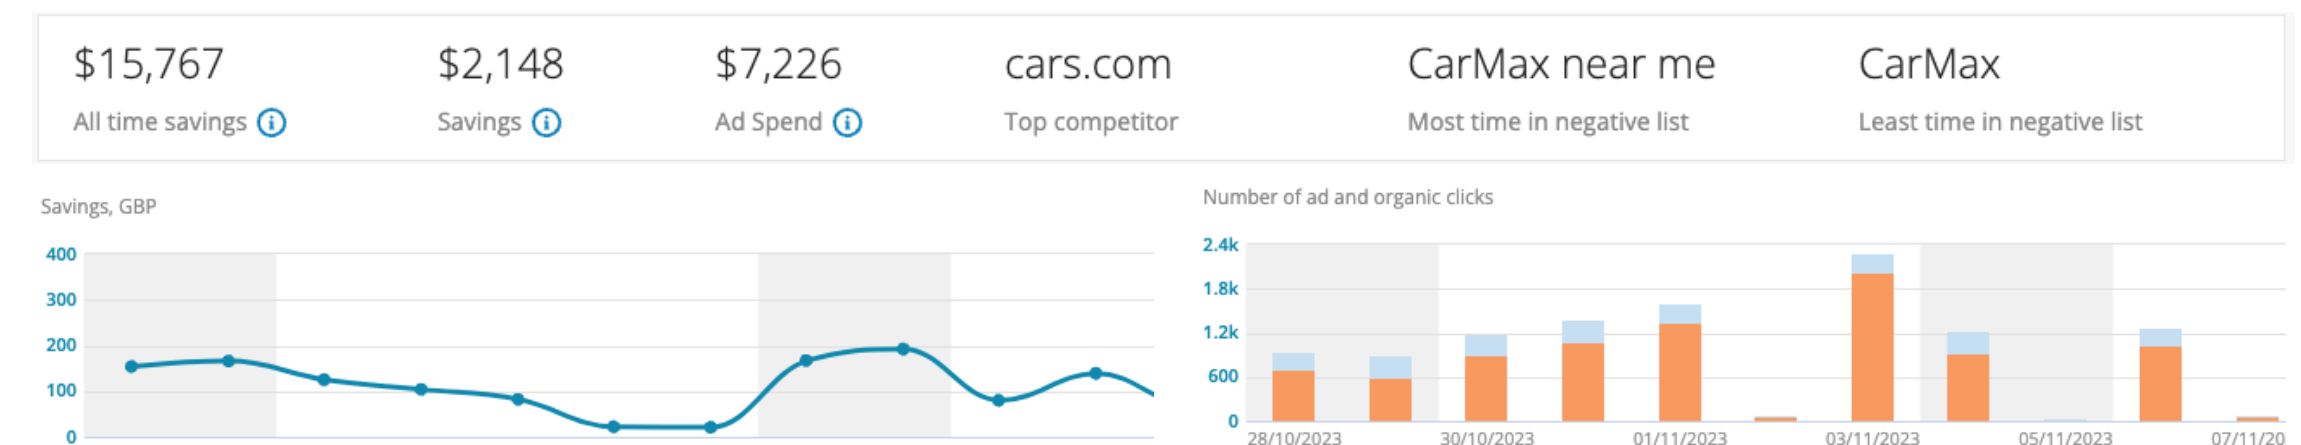 $15,767
All time savings
$2,148
Savings
$7,226
Ad Spend
cars.com
Top competitor
CarMax near me
Most time in negative list
CarMax
Least time in negative list
Savings, GBP
400
300
200
100
0
Number of ad and organic clicks
2.4k
1.8k
1.2k
600
0
28/10/2023
30/10/2023
01/11/2023
03/11/2023
05/11/2023
07/11/20